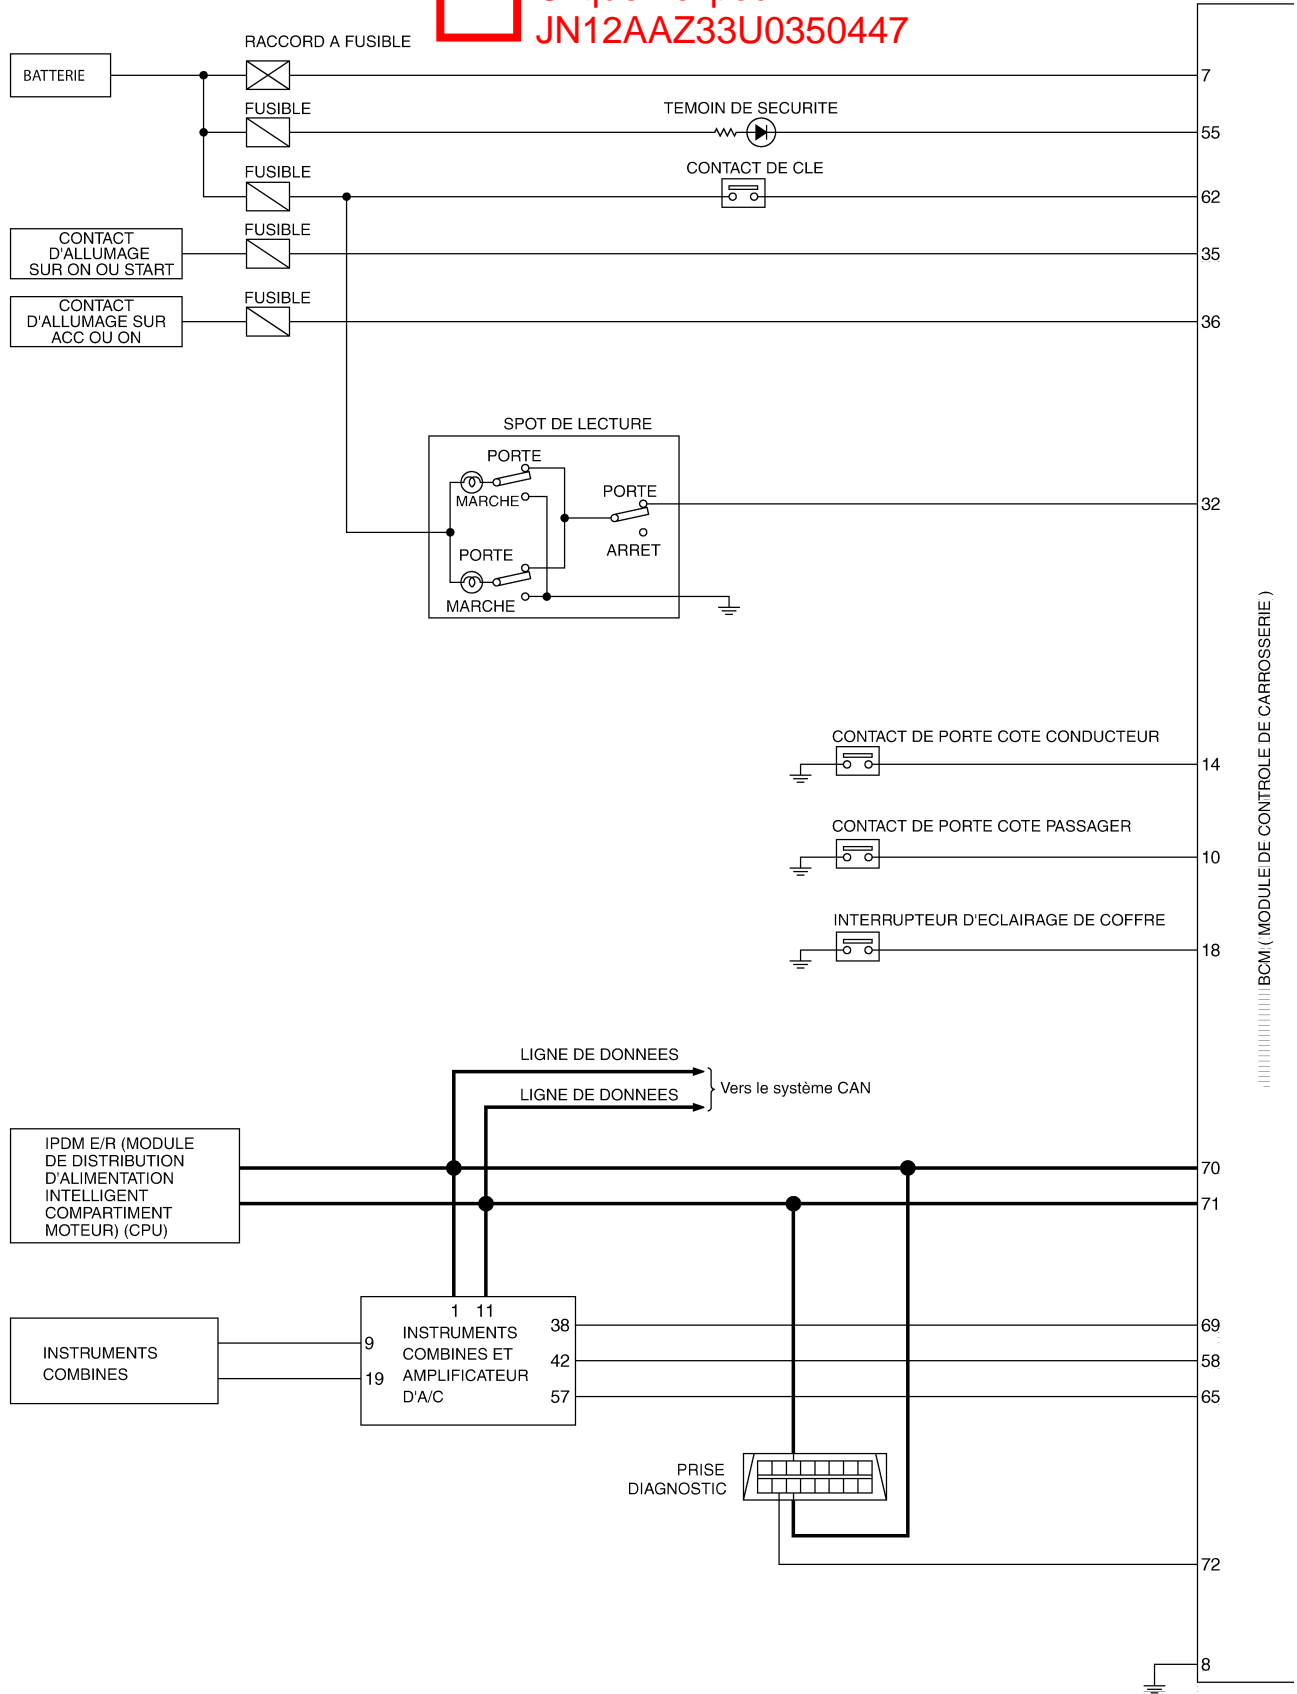 JN12AAZ33U0350447
RACCORD A FUSIBLE
BATTERIE
7
FUSIBLE
TEMOIN DE SECURITE
55
FUSIBLE
CONTACT DE CLE
62
CONTACT
D'ALLUMAGE
SUR ON OU START
FUSIBLE
35
CONTACT
D'ALLUMAGE SUR
ACC OU ON
FUSIBLE
36
SPOT DE LECTURE
PORTE
MARCHE
PORTE
ARRET
32
PORTE
MARCHE
BCM ( MODULE DE CONTROLE DE CARROSSERIE )
CONTACT DE PORTE COTE CONDUCTEUR
14
CONTACT DE PORTE COTE PASSAGER
10
INTERRUPTEUR D'ECLAIRAGE DE COFFRE
18
LIGNE DE DONNEES
LIGNE DE DONNEES
Vers le système CAN
IPDM E/R (MODULE
DE DISTRIBUTION
D'ALIMENTATION
INTELLIGENT
COMPARTIMENT
MOTEUR) (CPU)
70
71
INSTRUMENTS
COMBINES
1 11
9
19
INSTRUMENTS
COMBINES ET
AMPLIFICATEUR
D'A/C
38
42
57
69
58
65
PRISE
DIAGNOSTIC
72
8